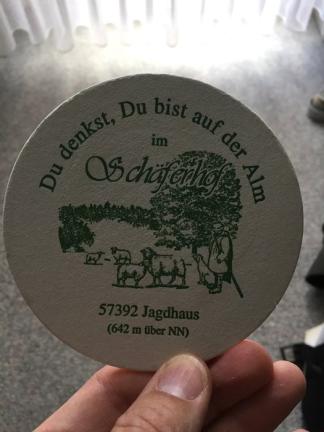 Du denkst, Du bist auf der Alm
im
Schäferhof
57392 Jagdhaus
(642 m über NN)